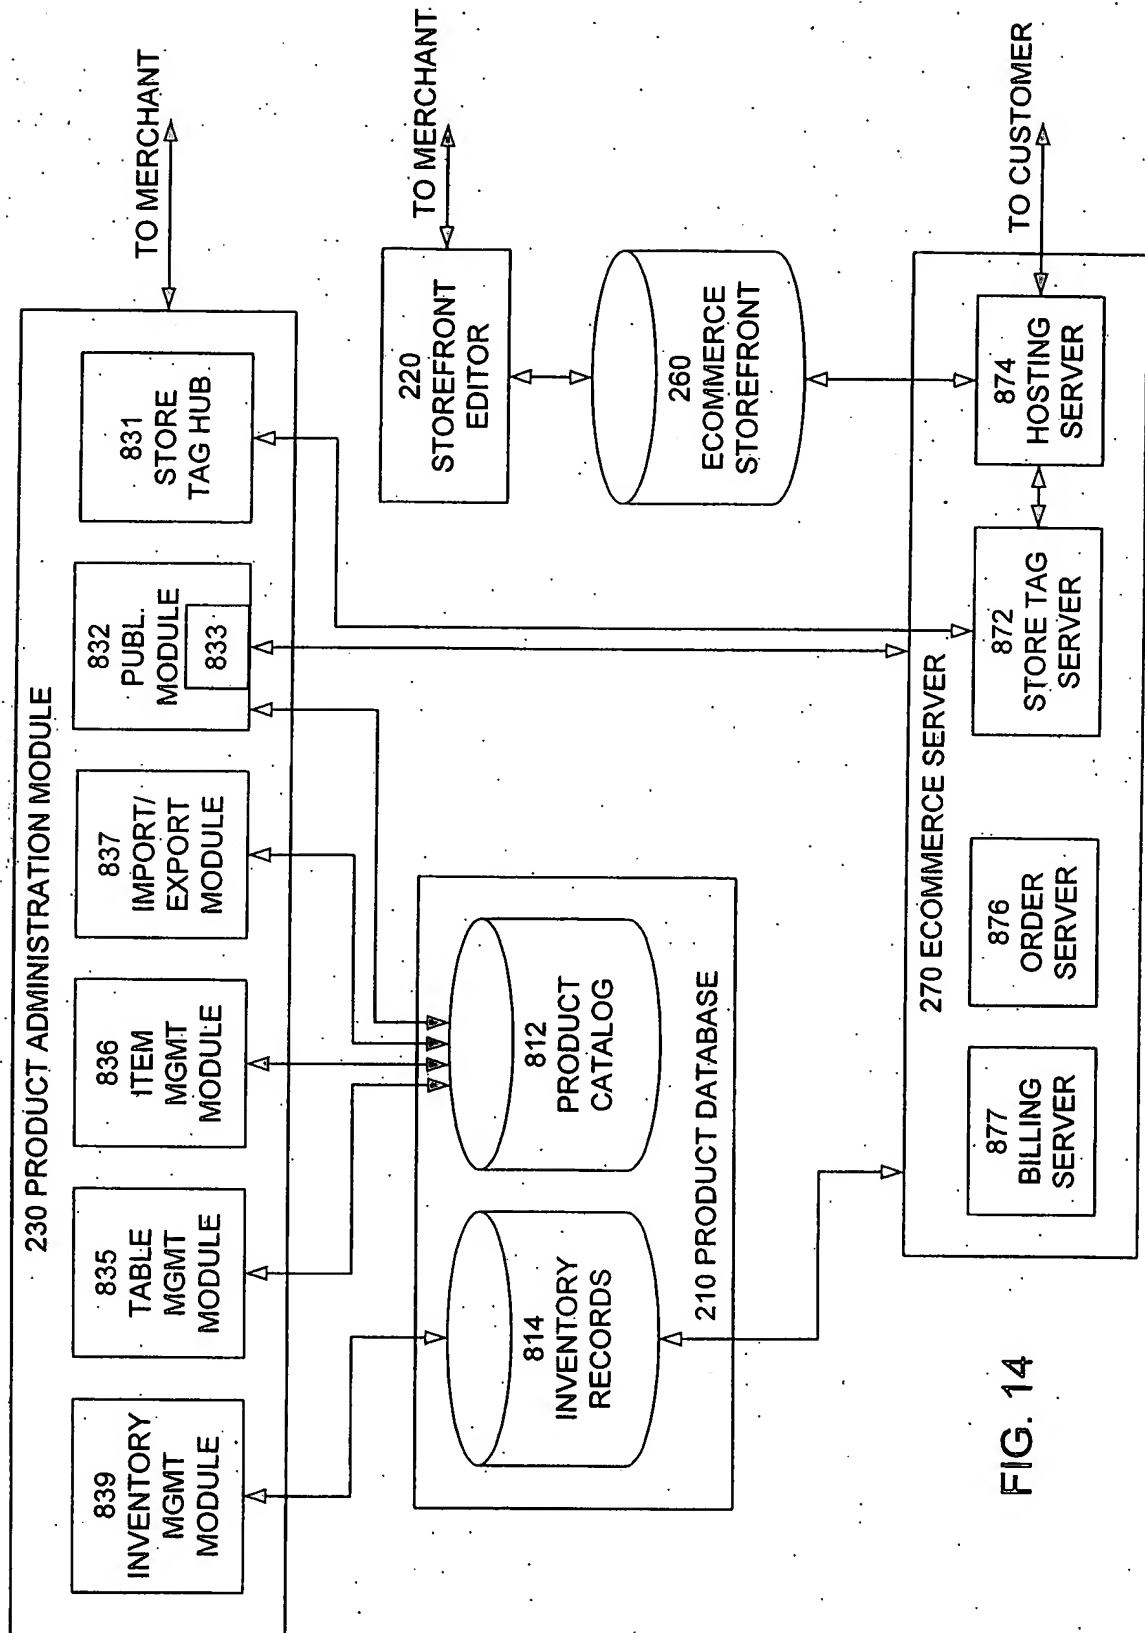 230 PRODUCT ADMINISTRATION MODULE
839
INVENTORY
MGMT
MODULE
835
TABLE
MGMT
MODULE
836
ITEM
MGMT
MODULE
837
IMPORT/
EXPORT
MODULE
832
PUBL.
MODULE
833
831
STORE
TAG HUB
TO MERCHANT
814
INVENTORY
RECORDS
812
PRODUCT
CATALOG
210 PRODUCT DATABASE
220
STOREFRONT
EDITOR
TO MERCHANT
260
ECOMMERCE
STOREFRONT
270 ECOMMERCE SERVER
877
BILLING
SERVER
876
ORDER
SERVER
872
STORE TAG
SERVER
874
HOSTING
SERVER
TO CUSTOMER
FIG. 14